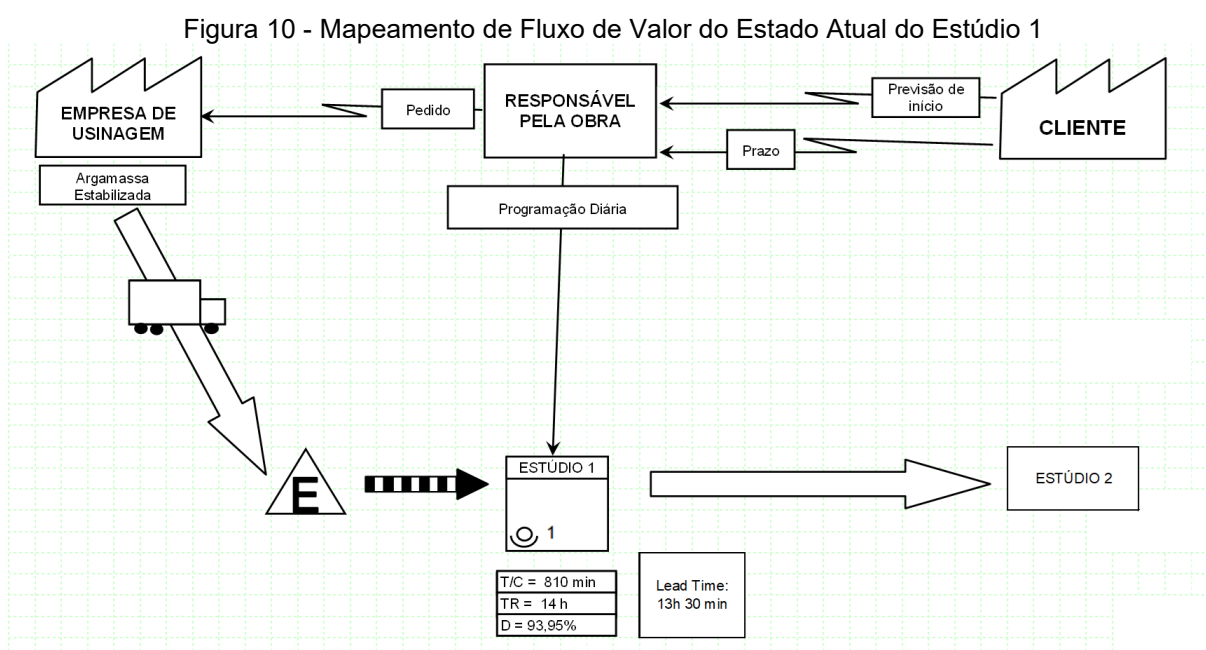 Figura 10 - Mapeamento de Fluxo de Valor do Estado Atual do Estúdio 1
EMPRESA DE
USINAGEM
Pedido
RESPONSÁVEL
PELA OBRA
Previsão de
início
Prazo
CLIENTE
Argamassa
Estabilizada
Programação Diária
E
ESTÚDIO 1
1
ESTÚDIO 2
T/C = 810 min
TR = 14 h
D = 93,95%
Lead Time:
13h 30 min